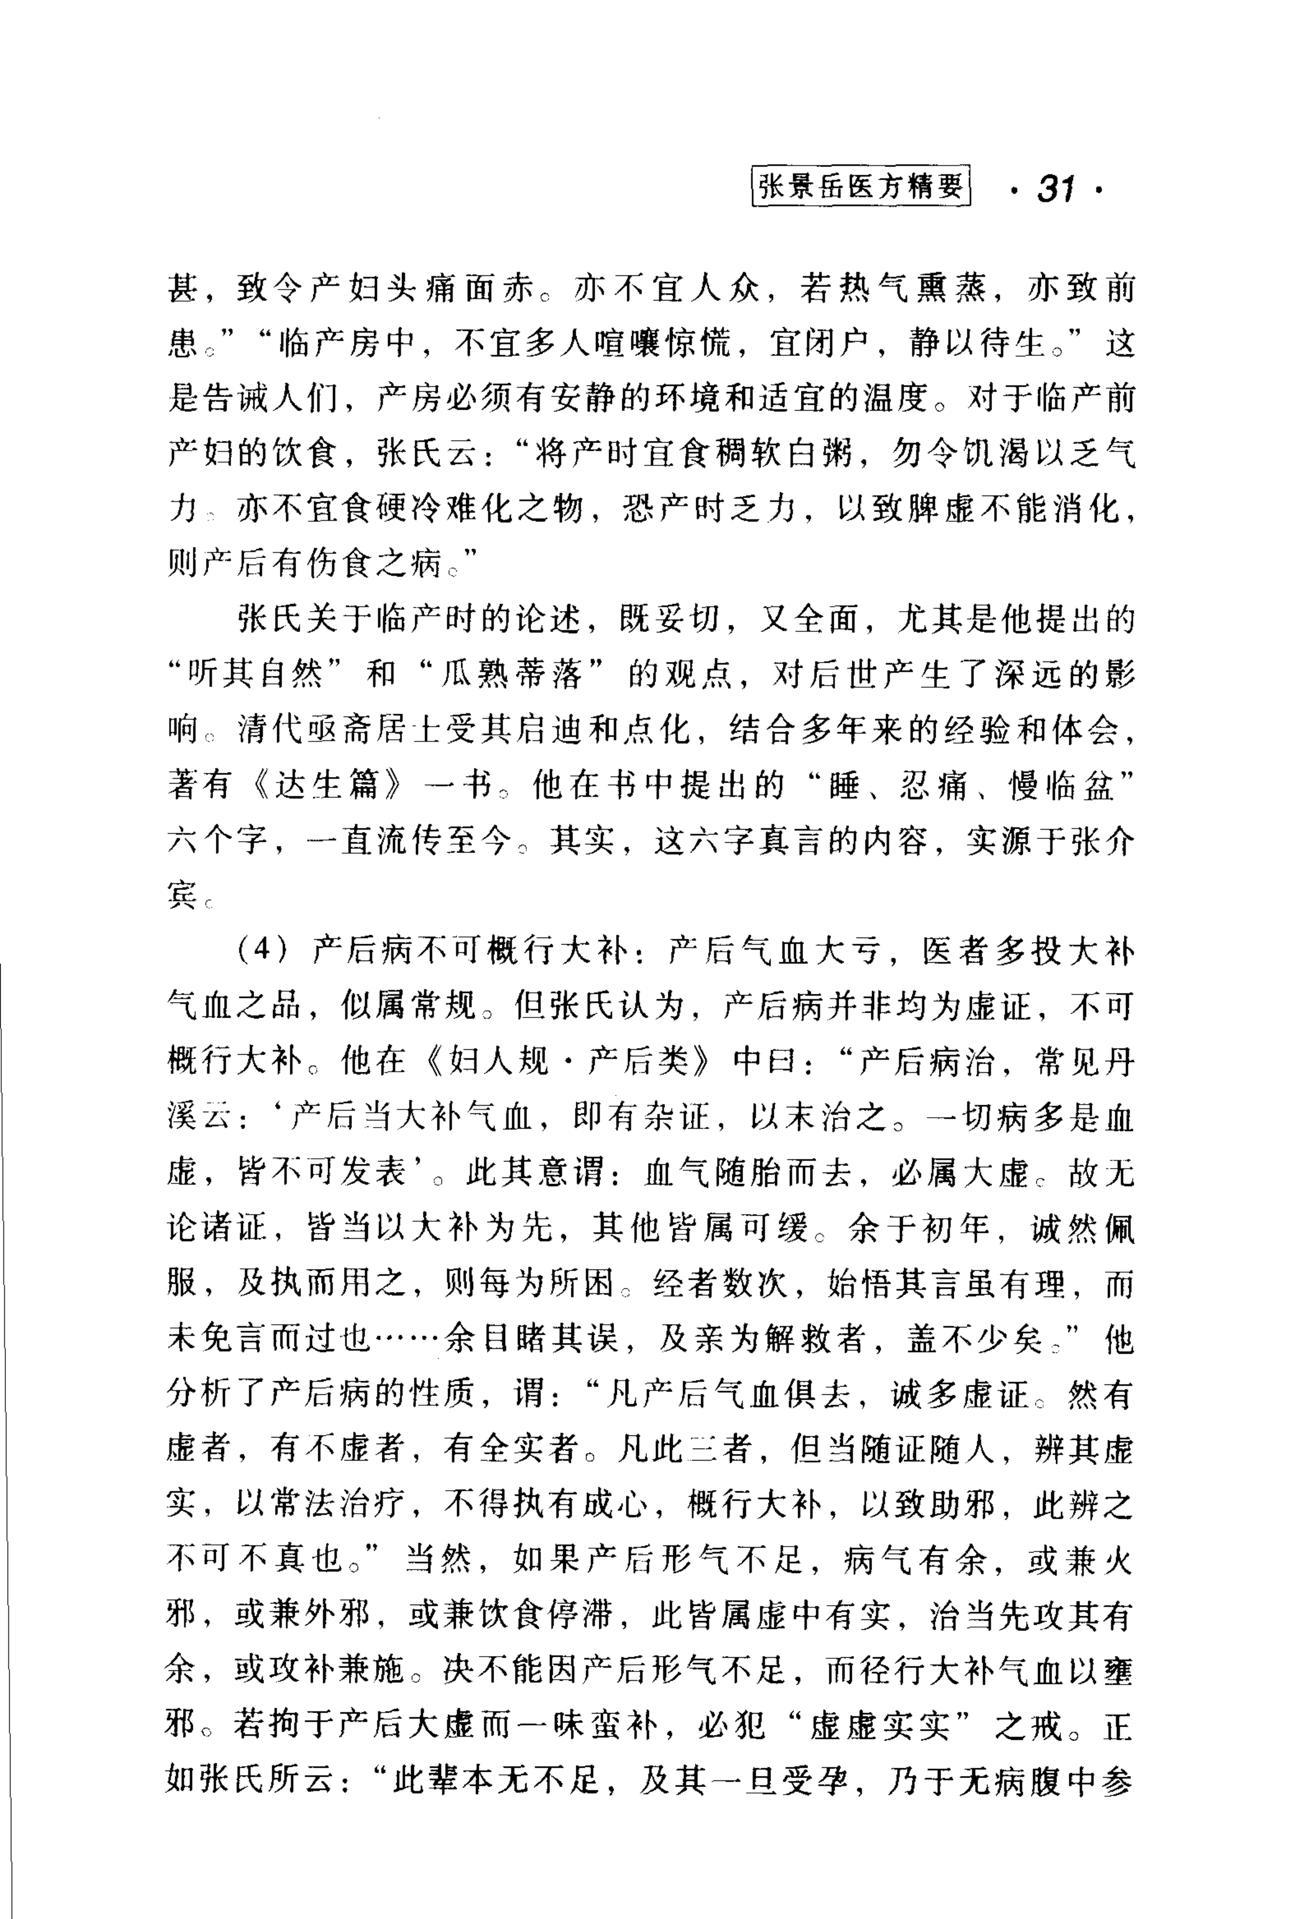 张景岳医方精要 · 31 ·
甚，致令产妇头痛面赤。亦不宜人众，若热气熏蒸，亦致前
患。”“临产房中，不宜多人喧嚷惊慌，宜闭户，静以待生。”这
是告诫人们，产房必须有安静的环境和适宜的温度。对于临产前
产妇的饮食，张氏云：“将产时宜食稠软白粥，勿令饥渴以乏气
力。亦不宜食硬冷难化之物，恐产时乏力，以致脾虚不能消化，
则产后有伤食之病。”
张氏关于临产时的论述，既妥切，又全面，尤其是他提出的
“听其自然”和“瓜熟蒂落”的观点，对后世产生了深远的影
响。清代亟斋居士受其启迪和点化，结合多年来的经验和体会，
著有《达生篇》一书。他在书中提出的“睡、忍痛、慢临盆”
六个字，一直流传至今。其实，这六字真言的内容，实源于张介
宾。
(4) 产后病不可概行大补：产后气血大亏，医者多投大补
气血之品，似属常规。但张氏认为，产后病并非均为虚证，不可
概行大补。他在《妇人规·产后类》中曰：“产后病治，常见丹
溪云：‘产后当大补气血，即有杂证，以末治之。一切病多是血
虚，皆不可发表’。此其意谓：血气随胎而去，必属大虚。故无
论诸证，皆当以大补为先，其他皆属可缓。余于初年，诚然佩
服，及执而用之，则每为所困。经者数次，始悟其言虽有理，而
未免言而过也……余目睹其误，及亲为解救者，盖不少矣。”他
分析了产后病的性质，谓：“凡产后气血俱去，诚多虚证。然有
虚者，有不虚者，有全实者。凡此三者，但当随证随人，辨其虚
实，以常法治疗，不得执有成心，概行大补，以致助邪，此辨之
不可不真也。”当然，如果产后形气不足，病气有余，或兼火
邪，或兼外邪，或兼饮食停滞，此皆属虚中有实，治当先攻其有
余，或攻补兼施。决不能因产后形气不足，而径行大补气血以壅
邪。若拘于产后大虚而一味蛮补，必犯“虚虚实实”之戒。正
如张氏所云：“此辈本无不足，及其一旦受孕，乃于无病腹中参